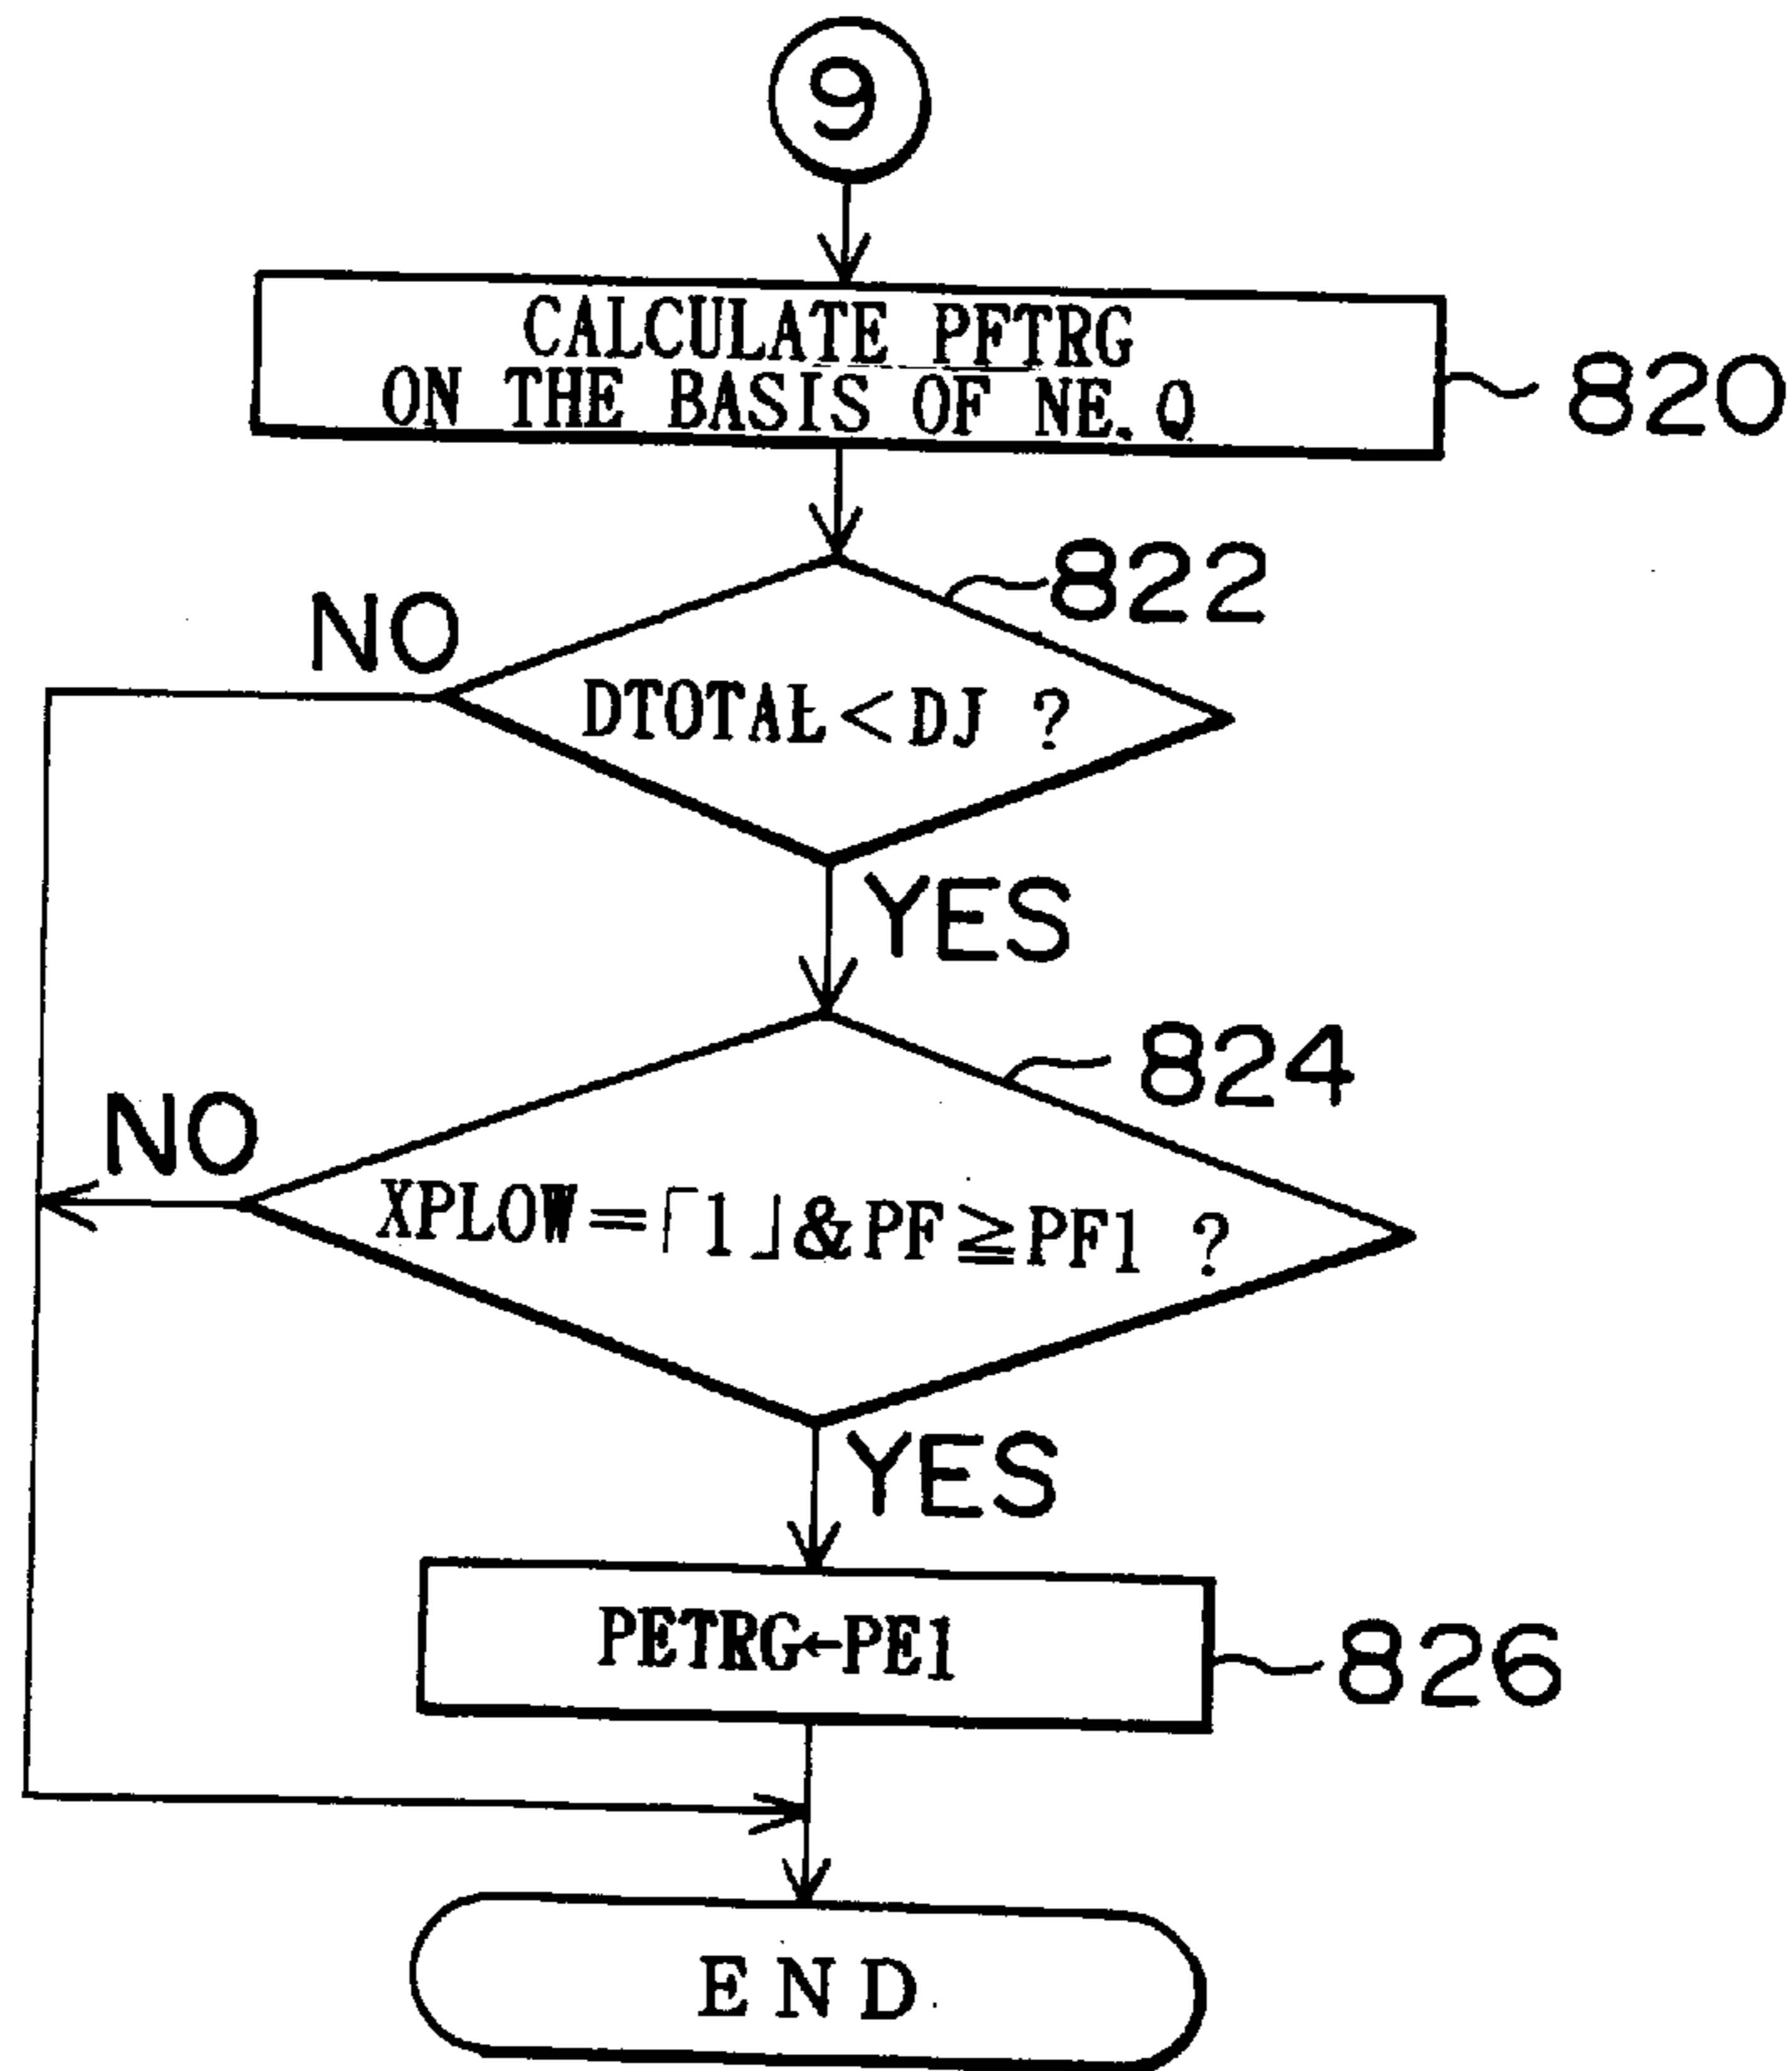 9
CALCULATE PFTRG
ON THE BASIS OF NE.Q
820
822
NO
DTOTAL<DJ ?
YES
824
NO
XPLOW=「1」&PF≧PF1 ?
YES
PETRG←PE1
826
END